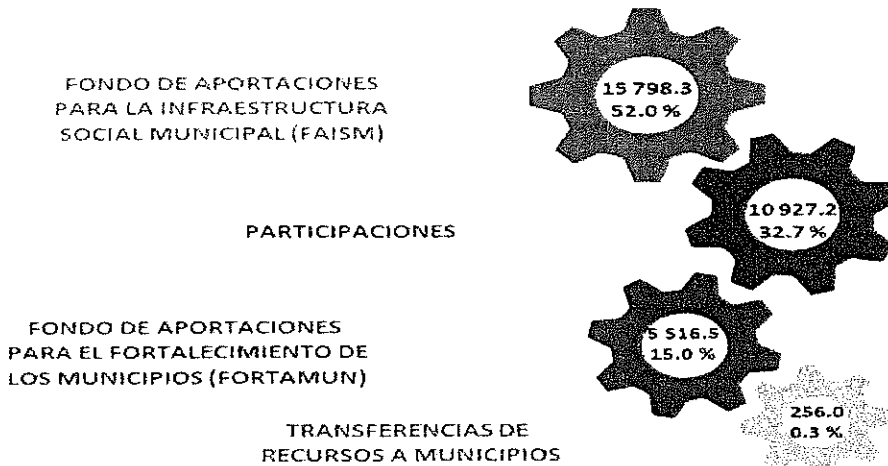 FONDO DE APORTACIONES
PARA LA INFRAESTRUCTURA
SOCIAL MUNICIPAL (FAISM)
15 798.3
52.0 %
PARTICIPACIONES
10 927.2
32.7 %
FONDO DE APORTACIONES
PARA EL FORTALECIMIENTO DE
LOS MUNICIPIOS (FORTAMUN)
5 516.5
15.0 %
TRANSFERENCIAS DE
RECURSOS A MUNICIPIOS
256.0
0.3 %